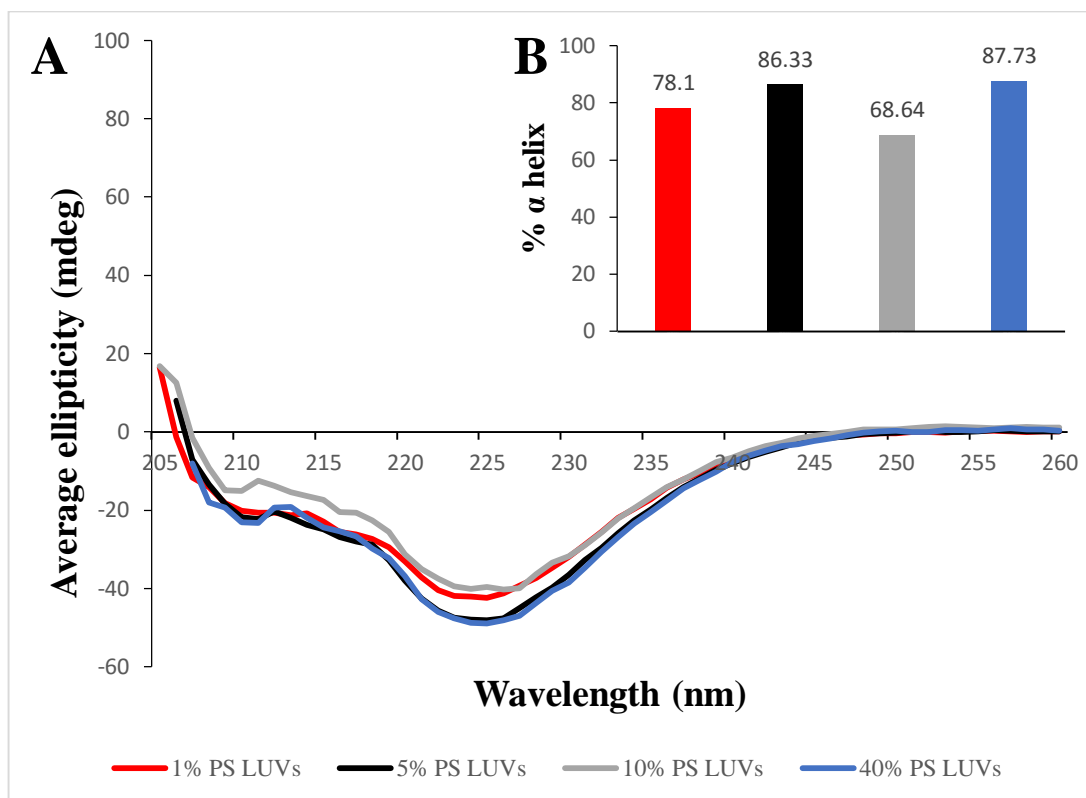 A
B
100
80
60
40
20
0
-20
-40
-60
Average ellipticity (mdeg)
100
80
60
40
20
0
% α helix
78.1
86.33
68.64
87.73
205 210 215 220 225 230 235 240 245 250 255 260
Wavelength (nm)
1% PS LUVs 5% PS LUVs 10% PS LUVs 40% PS LUVs